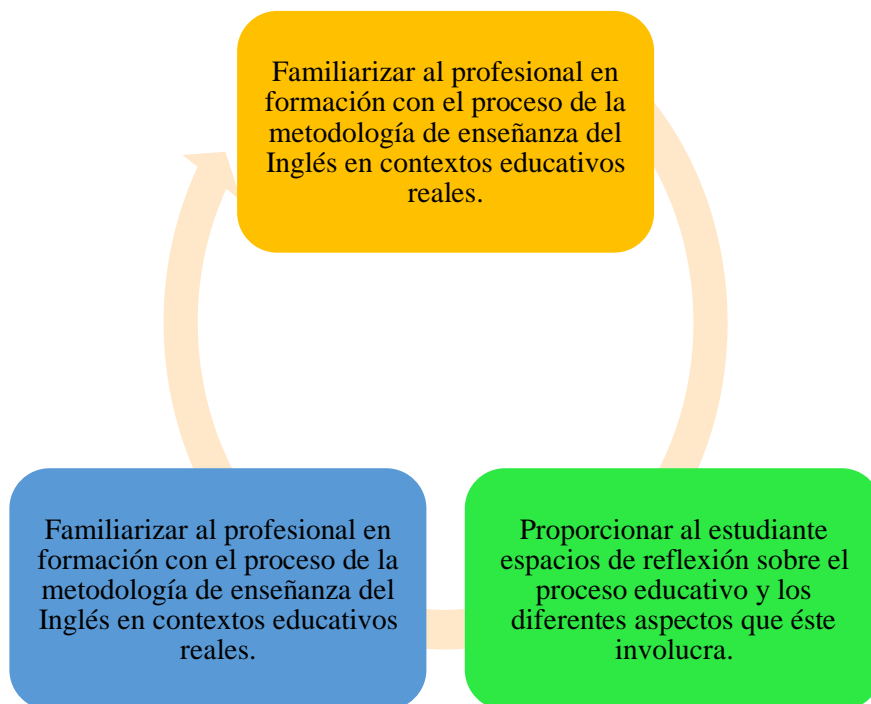 Familiarizar al profesional en
formación con el proceso de la
metodología de enseñanza del
Inglés en contextos educativos
reales.
Familiarizar al profesional en
formación con el proceso de la
metodología de enseñanza del
Inglés en contextos educativos
reales.
Proporcionar al estudiante
espacios de reflexión sobre el
proceso educativo y los
diferentes aspectos que éste
involucra.